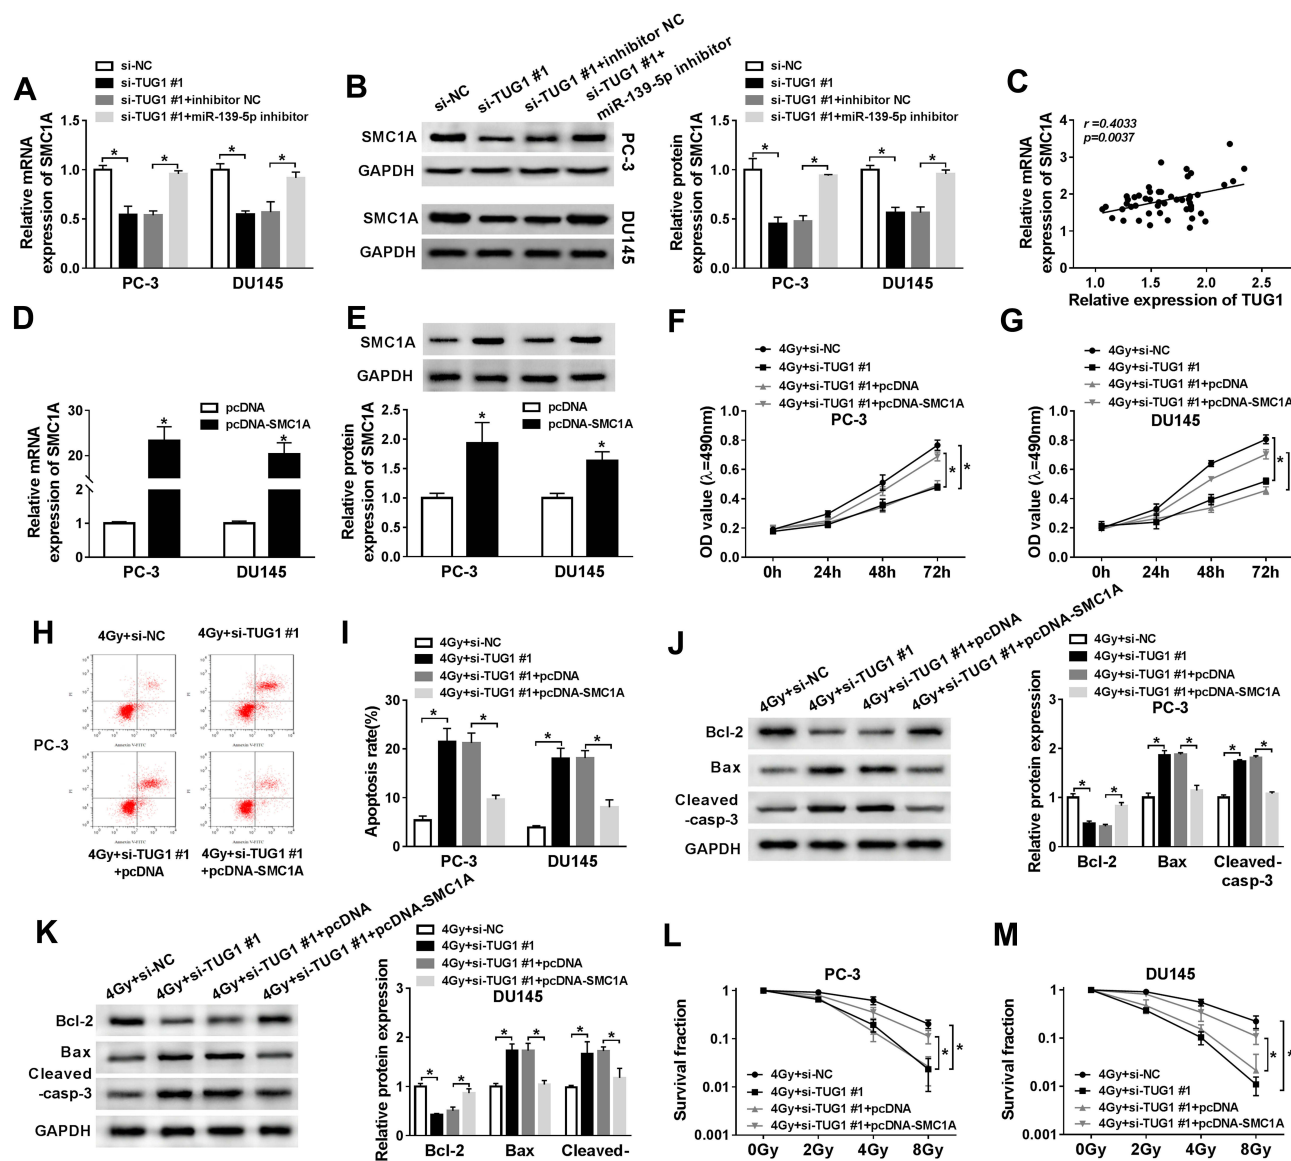 A
si-NC
si-TUG1 #1
si-TUG1 #1+inhibitor NC
si-TUG1 #1+miR-139-5p inhibitor
Relative mRNA
expression of SMC1A
1.5
1.0
0.5
0.0
* * * *
PC-3 DU145
B
si-NC
si-TUG1 #1
si-TUG1 #1+inhibitor NC
si-TUG1 #1+
miR-139-5p inhibitor
SMC1A
GAPDH
PC-3
SMC1A
GAPDH
DU145
si-NC
si-TUG1 #1
si-TUG1 #1+inhibitor NC
si-TUG1 #1+miR-139-5p inhibitor
Relative protein
expression of SMC1A
1.5
1.0
0.5
0.0
* * * *
PC-3 DU145
C
r=0.4033
p=0.0037
Relative mRNA
expression of SMC1A
4
3
2
1
0
1.0 1.5 2.0 2.5
Relative expression of TUG1
D
pcDNA
pcDNA-SMC1A
Relative mRNA
expression of SMC1A
30
20
2
1
0
* *
PC-3 DU145
E
SMC1A
GAPDH
pcDNA
pcDNA-SMC1A
Relative protein
expression of SMC1A
2.5
2.0
1.5
1.0
0.5
0.0
* *
PC-3 DU145
F
4Gy+si-NC
4Gy+si-TUG1 #1
4Gy+si-TUG1 #1+pcDNA
4Gy+si-TUG1 #1+pcDNA-SMC1A
PC-3
OD value (λ=490nm)
1.0
0.8
0.6
0.4
0.2
0.0
* *
0h 24h 48h 72h
G
4Gy+si-NC
4Gy+si-TUG1 #1
4Gy+si-TUG1 #1+pcDNA
4Gy+si-TUG1 #1+pcDNA-SMC1A
DU145
OD value (λ=490nm)
1.0
0.8
0.6
0.4
0.2
0.0
* *
0h 24h 48h 72h
H
4Gy+si-NC 4Gy+si-TUG1 #1
PC-3
Annexin V-FITC Annexin V-FITC
Annexin V-FITC Annexin V-FITC
4Gy+si-TUG1 #1
+pcDNA
4Gy+si-TUG1 #1
+pcDNA-SMC1A
I
4Gy+si-NC
4Gy+si-TUG1 #1
4Gy+si-TUG1 #1+pcDNA
4Gy+si-TUG1 #1+pcDNA-SMC1A
Apoptosis rate(%)
30
20
10
0
* * * *
PC-3 DU145
J
4Gy+si-NC
4Gy+si-TUG1 #1
4Gy+si-TUG1 #1+pcDNA
4Gy+si-TUG1 #1+pcDNA-SMC1A
Bcl-2
Bax
Cleaved
-casp-3
GAPDH
4Gy+si-NC
4Gy+si-TUG1 #1
4Gy+si-TUG1 #1+pcDNA
4Gy+si-TUG1 #1+pcDNA-SMC1A
PC-3
Relative protein expression
3
2
1
0
* * * * * *
Bcl-2 Bax Cleaved-
casp-3
K
4Gy+si-NC
4Gy+si-TUG1 #1
4Gy+si-TUG1 #1+pcDNA
4Gy+si-TUG1 #1+pcDNA-SMC1A
Bcl-2
Bax
Cleaved
-casp-3
GAPDH
4Gy+si-NC
4Gy+si-TUG1 #1
4Gy+si-TUG1 #1+pcDNA
4Gy+si-TUG1 #1+pcDNA-SMC1A
DU145
Relative protein expression
3
2
1
0
* * * * * *
Bcl-2 Bax Cleaved-
L
PC-3
Survival fraction
1
0.1
0.01
0.001
4Gy+si-NC
4Gy+si-TUG1 #1
4Gy+si-TUG1 #1+pcDNA
4Gy+si-TUG1 #1+pcDNA-SMC1A
* *
0Gy 2Gy 4Gy 8Gy
M
DU145
Survival fraction
1
0.1
0.01
0.001
4Gy+si-NC
4Gy+si-TUG1 #1
4Gy+si-TUG1 #1+pcDNA
4Gy+si-TUG1 #1+pcDNA-SMC1A
* *
0Gy 2Gy 4Gy 8Gy